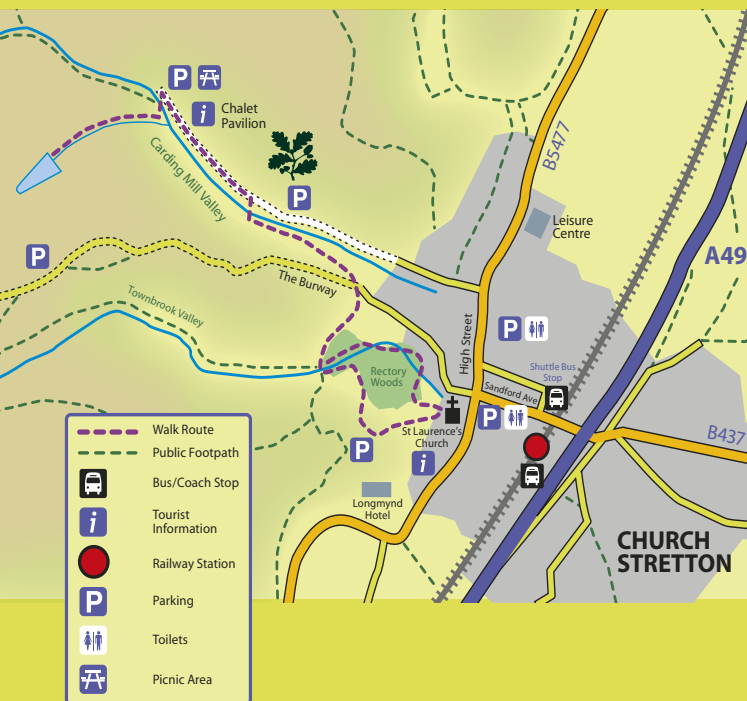 P
i
Chalet
Pavilion
Carding Mill Valley
P
B5477
Leisure
Centre
A49
P
The Burway
Townbrook Valley
High Street
P
Shuttle Bus
Stop
Sandford Ave
Rectory
Woods
P
St Laurence's
Church
B437
P
i
Longmynd
Hotel
CHURCH
STRETTON
Walk Route
Public Footpath
Bus/Coach Stop
i
Tourist
Information
Railway Station
P
Parking
Toilets
Picnic Area